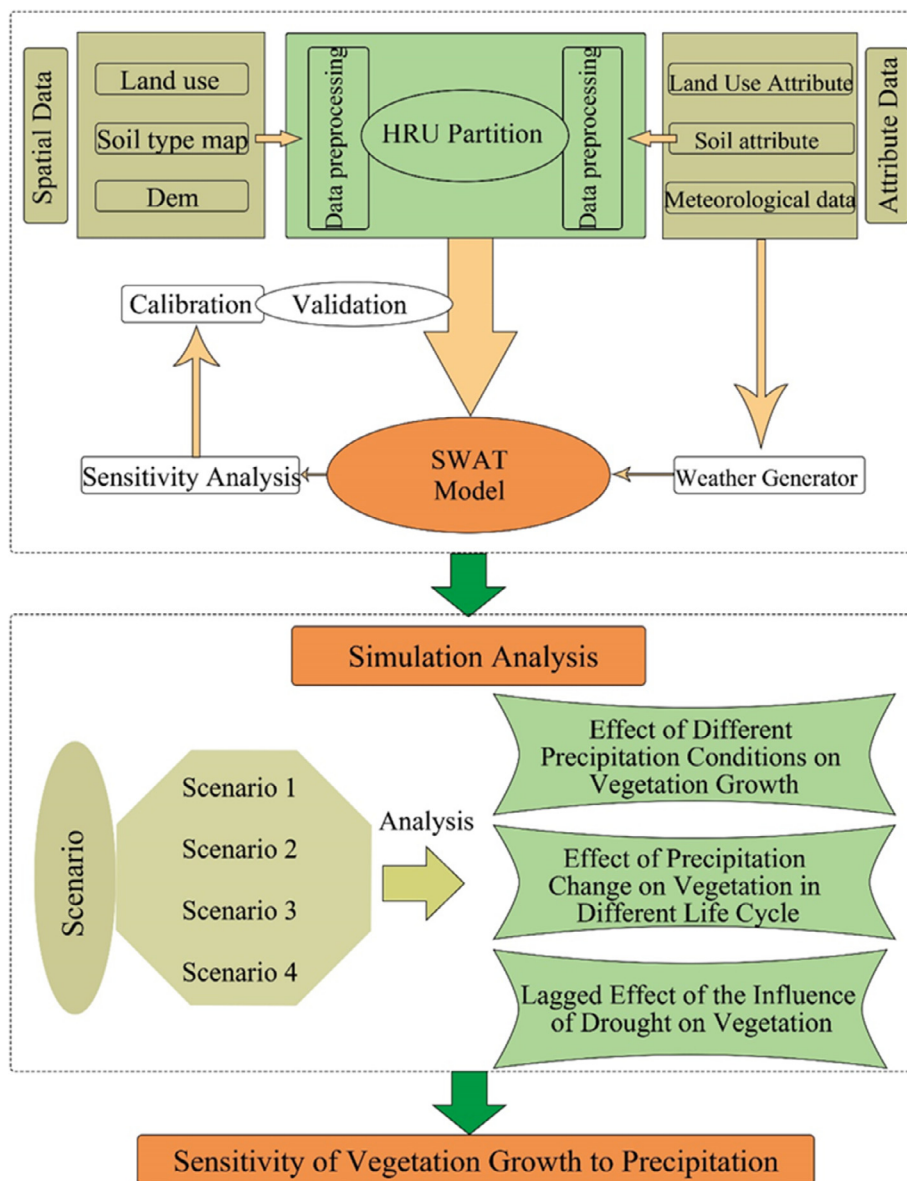 Spatial Data
Land use
Soil type map
Dem
Data preprocessing
HRU Partition
Data preprocessing
Land Use Attribute
Soil attribute
Meteorological data
Attribute Data
Calibration
Validation
Sensitivity Analysis
SWAT
Model
Weather Generator
Simulation Analysis
Scenario
Scenario 1
Scenario 2
Scenario 3
Scenario 4
Analysis
Effect of Different
Precipitation Conditions on
Vegetation Growth
Effect of Precipitation
Change on Vegetation in
Different Life Cycle
Lagged Effect of the Influence
of Drought on Vegetation
Sensitivity of Vegetation Growth to Precipitation